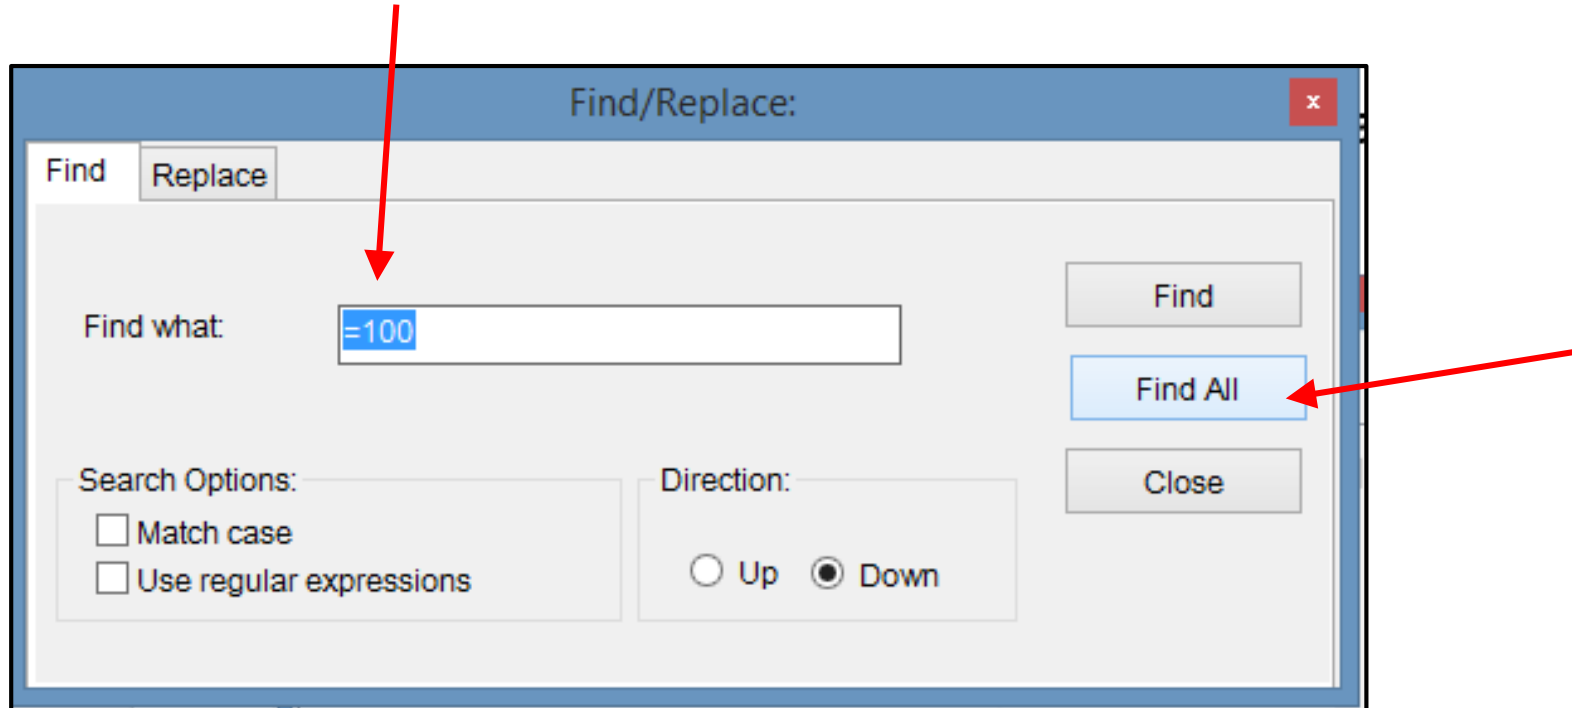 Find/Replace:
x
Find
Replace
Find what:
=100
Find
Find All
Close
Search Options:
Match case
Use regular expressions
Direction:
Up
Down